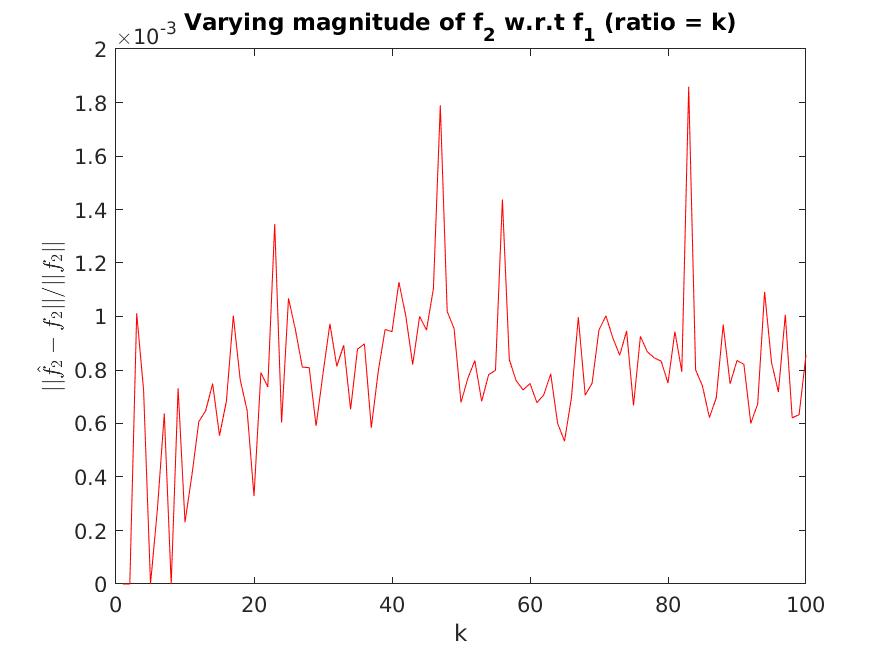 ×10⁻³ Varying magnitude of f₂ w.r.t f₁ (ratio = k)
2
1.8
1.6
1.4
1.2
1
0.8
0.6
0.4
0.2
0
||f̂₂ − f₂||/||f₂||
0 20 40 60 80 100
k